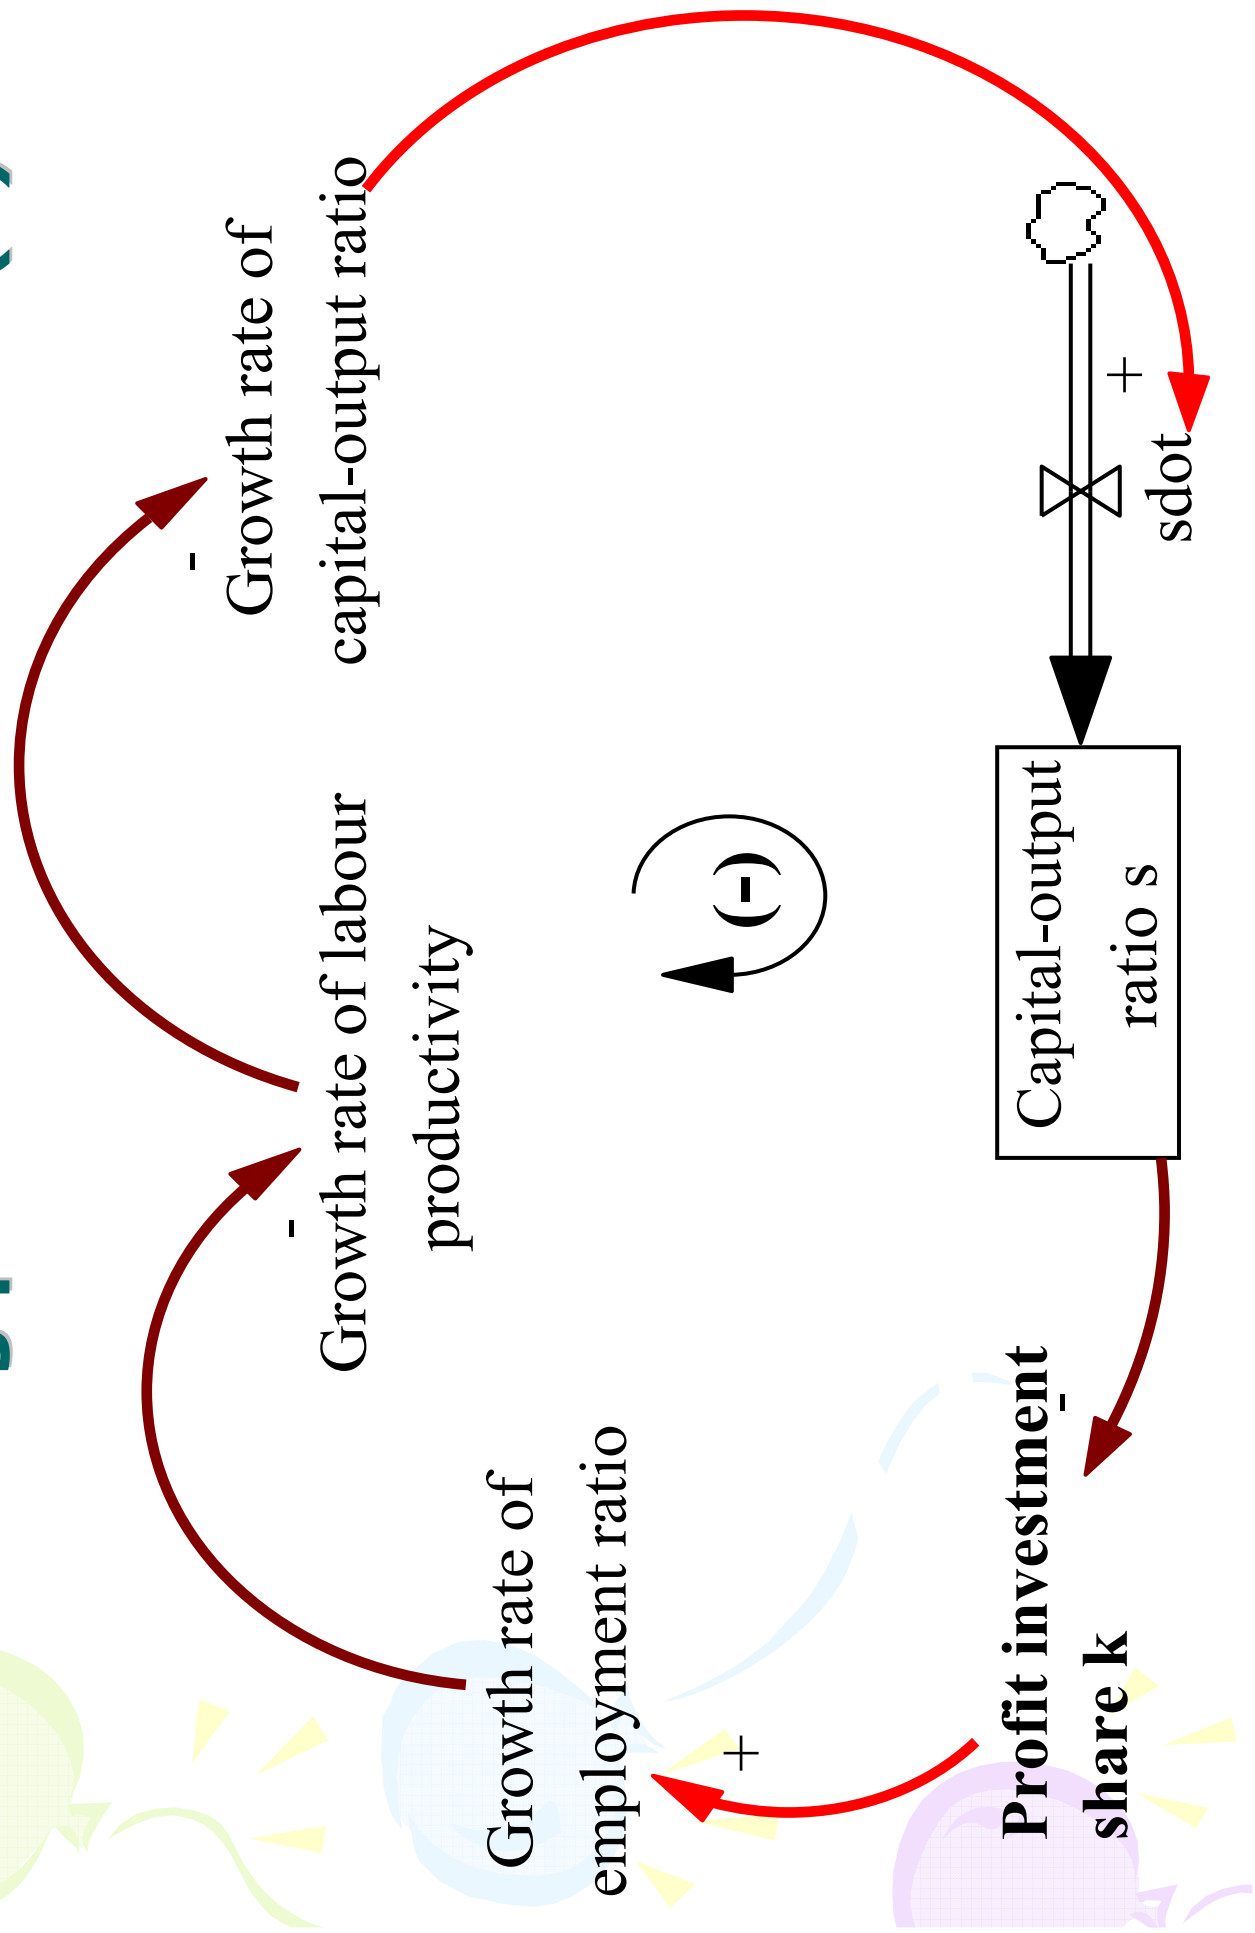 -
Growth rate of
capital-output ratio
-
Growth rate of labour
productivity
-
Growth rate of
employment ratio
+
(-)
+
sdot
Capital-output
ratio s
-
Profit investment
share k